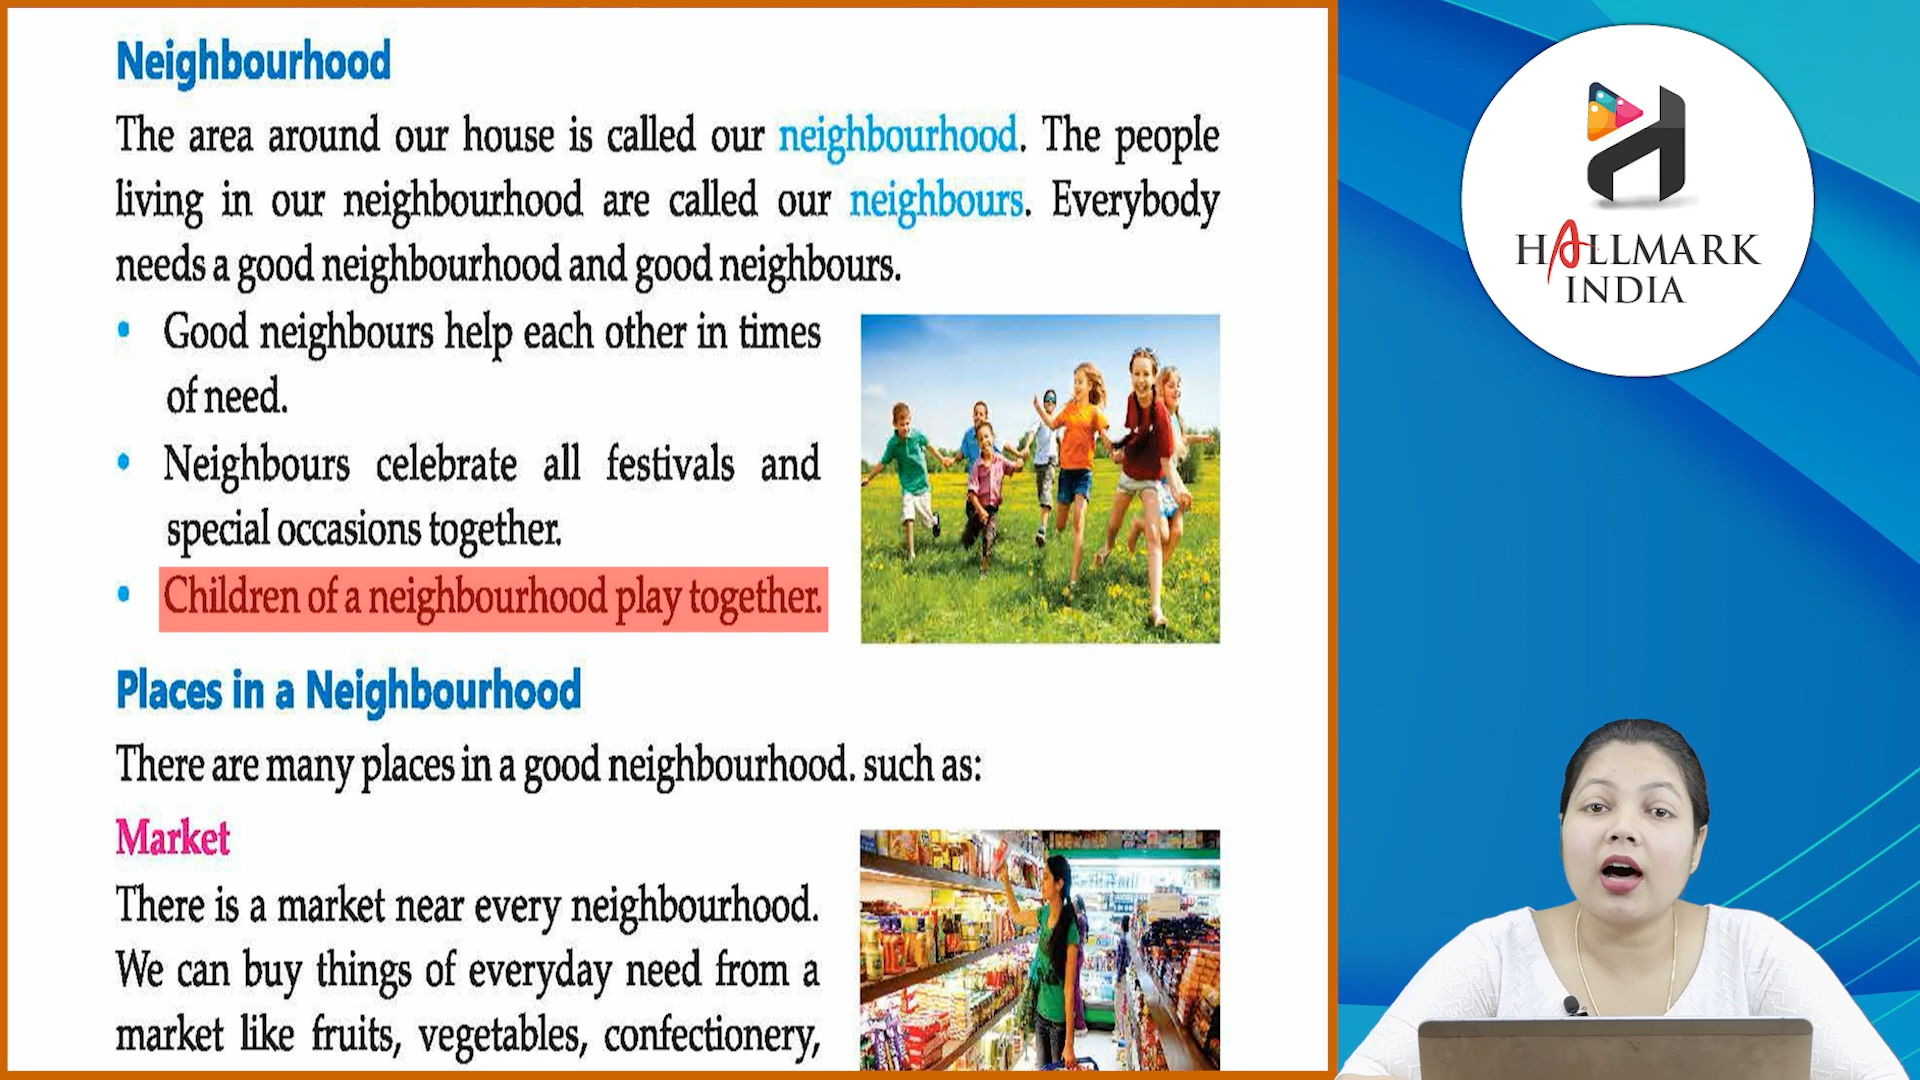 Neighbourhood
The area around our house is called our neighbourhood. The people
living in our neighbourhood are called our neighbours. Everybody
needs a good neighbourhood and good neighbours.
• Good neighbours help each other in times
of need.
• Neighbours celebrate all festivals and
special occasions together.
• Children of a neighbourhood play together.
Places in a Neighbourhood
There are many places in a good neighbourhood. such as:
Market
There is a market near every neighbourhood.
We can buy things of everyday need from a
market like fruits, vegetables, confectionery,
HALLMARK
INDIA